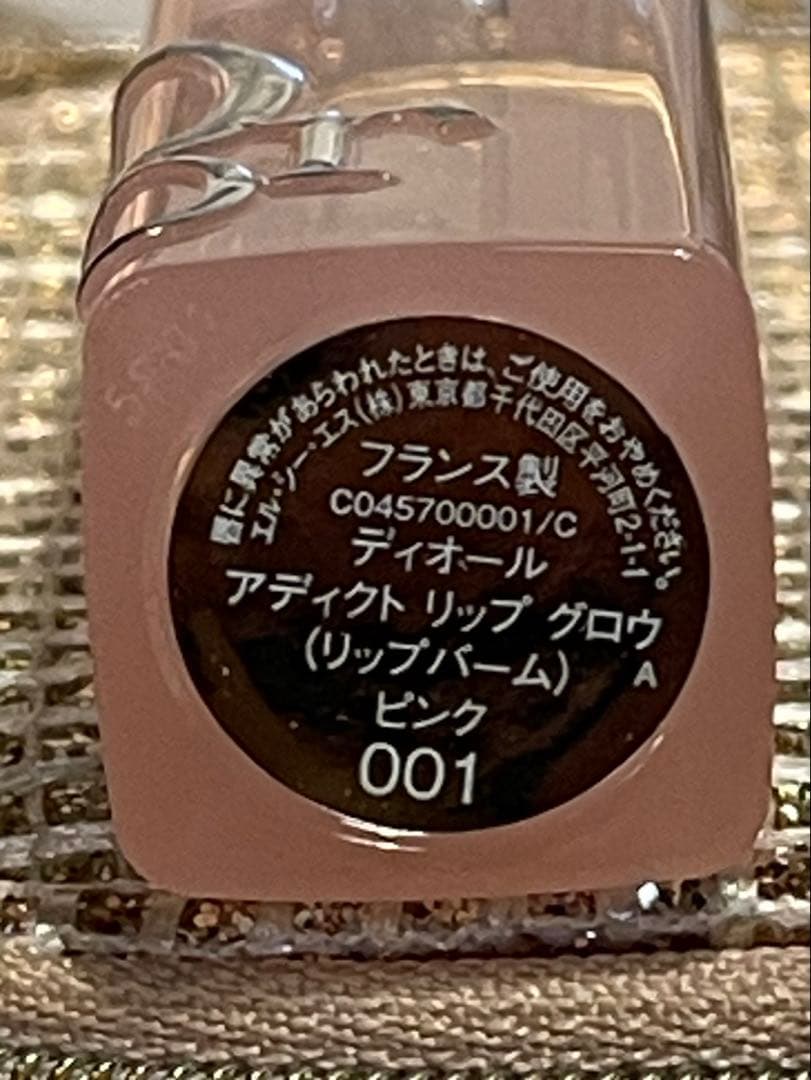 唇に異常があらわれたときは、ご使用をおやめください。
エル・シー・エス(株)東京都千代田区平河町2-1-1
フランス製
C045700001/C
ディオール
アディクト リップ グロウ
(リップバーム) A
ピンク
001